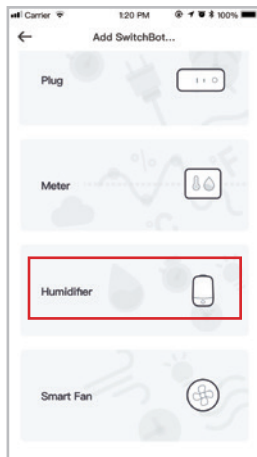 Carrier 1:20 PM 100%
Add SwitchBot...
Plug
Meter
Humidifier
Smart Fan